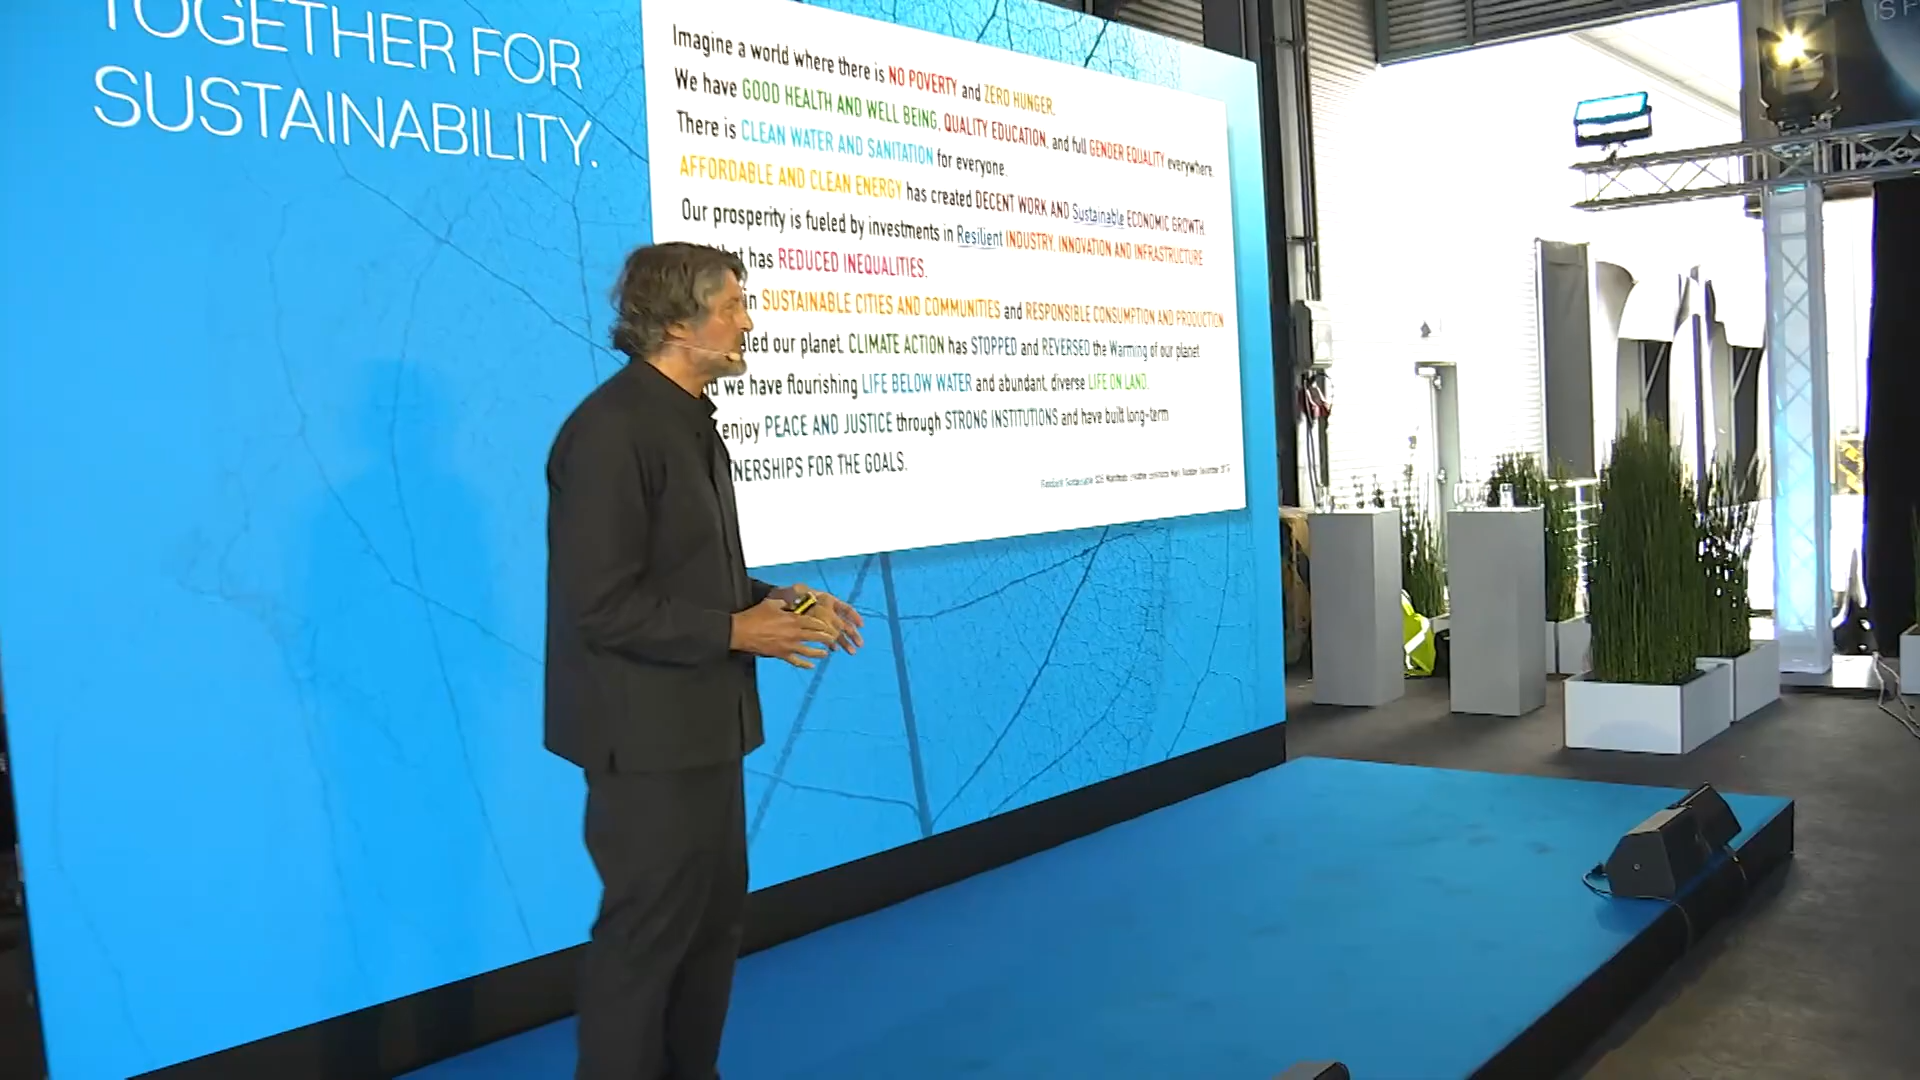 TOGETHER FOR
SUSTAINABILITY.
Imagine a world where there is NO POVERTY and ZERO HUNGER.
We have GOOD HEALTH AND WELL BEING, QUALITY EDUCATION, and full GENDER EQUALITY everywhere.
There is CLEAN WATER AND SANITATION for everyone.
AFFORDABLE AND CLEAN ENERGY has created DECENT WORK AND Sustainable ECONOMIC GROWTH
Our prosperity is fueled by investments in Resilient INDUSTRY, INNOVATION AND INFRASTRUCTURE
has REDUCED INEQUALITIES.
in SUSTAINABLE CITIES AND COMMUNITIES and RESPONSIBLE CONSUMPTION AND PRODUCTION
our planet. CLIMATE ACTION has STOPPED and REVERSED the Warming of our planet
we have flourishing LIFE BELOW WATER and abundant, diverse LIFE ON LAND.
enjoy PEACE AND JUSTICE through STRONG INSTITUTIONS and have built long-term
NERSHIPS FOR THE GOALS.
IS